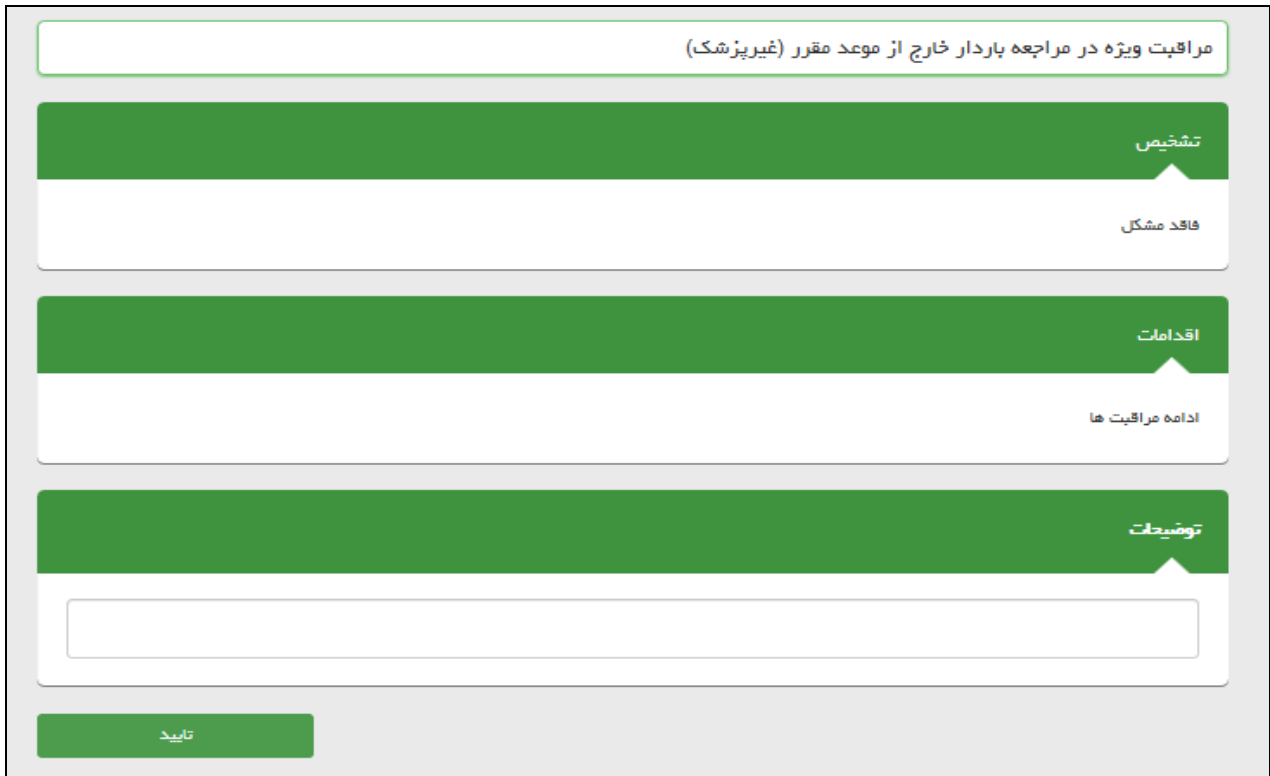 مراقبت ویژه در مراجعه باردار خارج از موعد مقرر (غیرپزشک)
تشخیص
فاقد مشکل
اقدامات
ادامه مراقبت ها
توضیحات
تایید